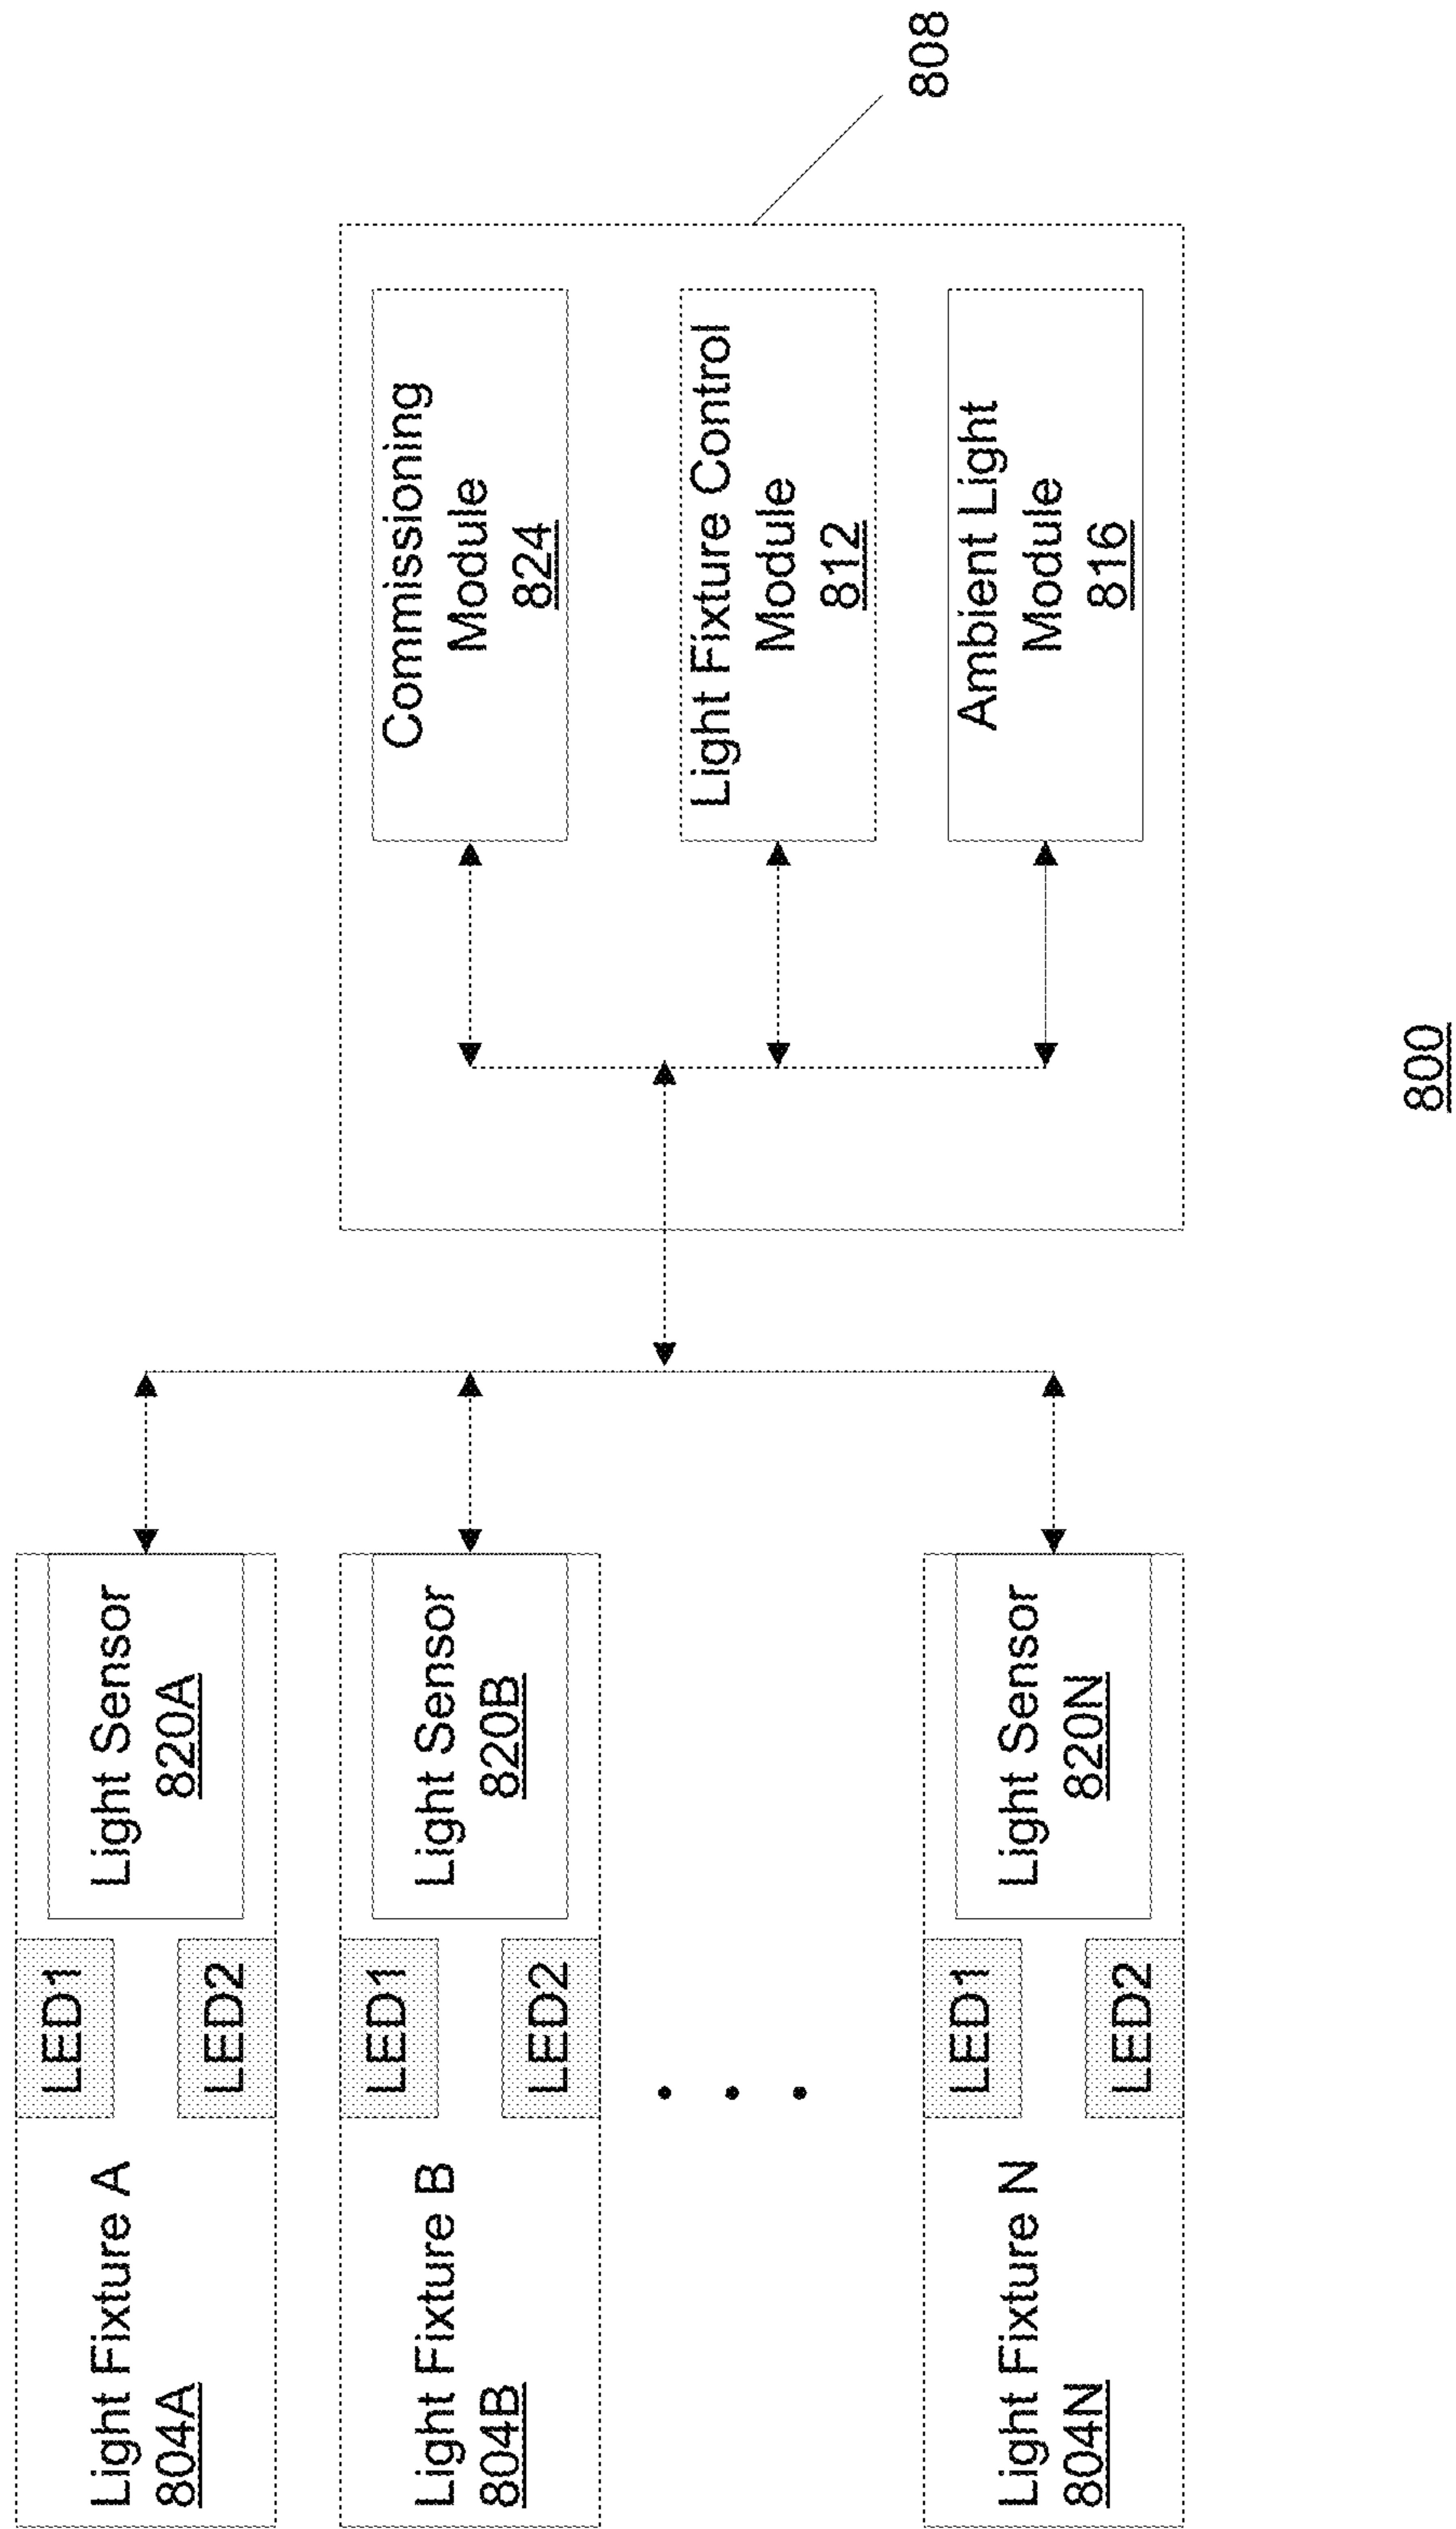 Light Fixture A
804A
LED1
LED2
Light Sensor
820A
Light Fixture B
804B
LED1
LED2
Light Sensor
820B
Light Fixture N
804N
LED1
LED2
Light Sensor
820N
Commissioning
Module
824
Light Fixture Control
Module
812
Ambient Light
Module
816
808
800